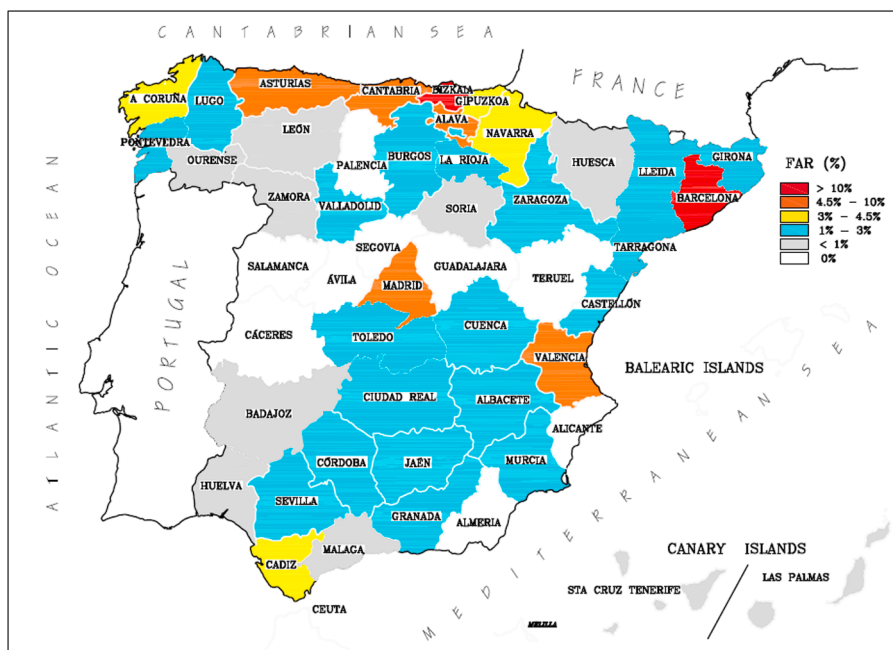 CANTABRIAN SEA
FRANCE
ATLANTIC OCEAN
PORTUGAL
MEDITERRANEAN SEA
A CORUÑA
LUGO
ASTURIAS
CANTABRIA
BIZKAIA
GIPUZKOA
ALAVA
NAVARRA
PONTEVEDRA
OURENSE
LEÓN
PALENCIA
BURGOS
LA RIOJA
HUESCA
LLEIDA
GIRONA
BARCELONA
ZAMORA
VALLADOLID
SORIA
ZARAGOZA
TARRAGONA
SALAMANCA
SEGOVIA
ÁVILA
MADRID
GUADALAJARA
TERUEL
CASTELLÓN
CÁCERES
TOLEDO
CUENCA
VALENCIA
BALEARIC ISLANDS
BADAJOZ
CIUDAD REAL
ALBACETE
ALICANTE
HUELVA
CÓRDOBA
JAÉN
MURCIA
SEVILLA
GRANADA
ALMERIA
CADIZ
MALAGA
CEUTA
MELILLA
CANARY ISLANDS
STA CRUZ TENERIFE
LAS PALMAS
FAR (%)
> 10%
4.5% - 10%
3% - 4.5%
1% - 3%
< 1%
0%